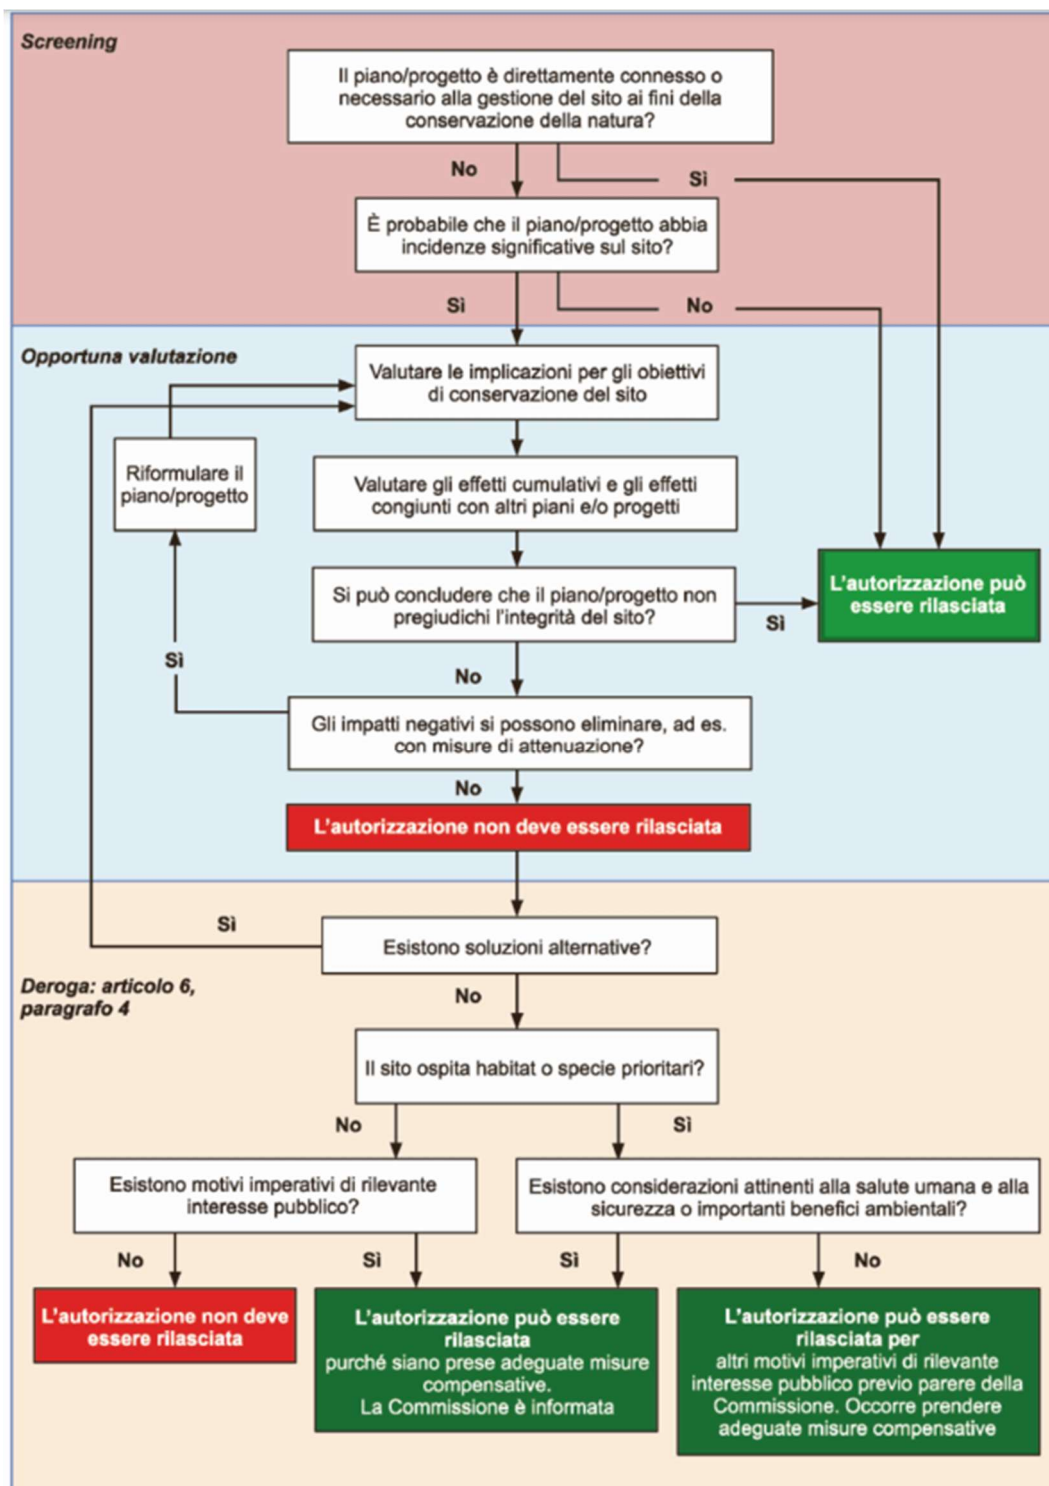 Screening
Il piano/progetto è direttamente connesso o
necessario alla gestione del sito ai fini della
conservazione della natura?
No
Sì
È probabile che il piano/progetto abbia
incidenze significative sul sito?
Sì
No
Opportuna valutazione
Valutare le implicazioni per gli obiettivi
di conservazione del sito
Riformulare il
piano/progetto
Valutare gli effetti cumulativi e gli effetti
congiunti con altri piani e/o progetti
Si può concludere che il piano/progetto non
pregiudichi l'integrità del sito?
Sì
L'autorizzazione può
essere rilasciata
Sì
No
Gli impatti negativi si possono eliminare, ad es.
con misure di attenuazione?
No
L'autorizzazione non deve essere rilasciata
Sì
Esistono soluzioni alternative?
Deroga: articolo 6,
paragrafo 4
No
Il sito ospita habitat o specie prioritari?
No
Sì
Esistono motivi imperativi di rilevante
interesse pubblico?
Esistono considerazioni attinenti alla salute umana e alla
sicurezza o importanti benefici ambientali?
No
Sì
Sì
No
L'autorizzazione non deve
essere rilasciata
L'autorizzazione può essere
rilasciata
purché siano prese adeguate misure
compensative.
La Commissione è informata
L'autorizzazione può essere
rilasciata per
altri motivi imperativi di rilevante
interesse pubblico previo parere della
Commissione. Occorre prendere
adeguate misure compensative